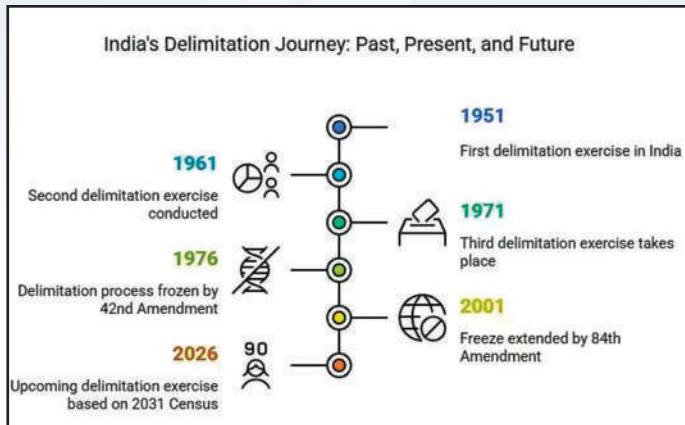 India's Delimitation Journey: Past, Present, and Future
1951
First delimitation exercise in India
1961
Second delimitation exercise
conducted
1971
Third delimitation exercise takes
place
1976
Delimitation process frozen by
42nd Amendment
2001
Freeze extended by 84th
Amendment
90
2026
Upcoming delimitation exercise
based on 2031 Census